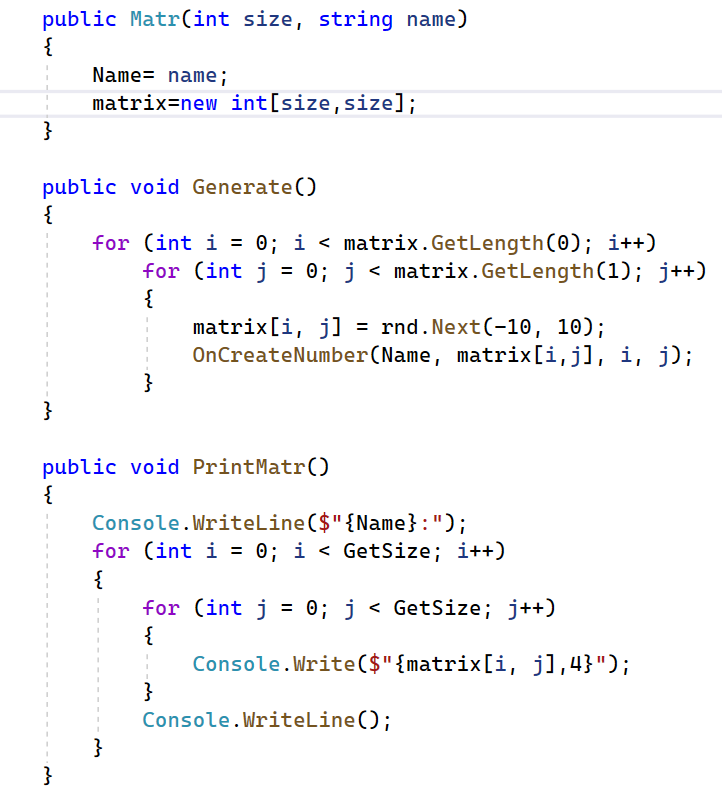 public Matr(int size, string name)
{
Name= name;
matrix=new int[size,size];
}
public void Generate()
{
for (int i = 0; i < matrix.GetLength(0); i++)
for (int j = 0; j < matrix.GetLength(1); j++)
{
matrix[i, j] = rnd.Next(-10, 10);
OnCreateNumber(Name, matrix[i,j], i, j);
}
}
public void PrintMatr()
{
Console.WriteLine($"{Name}:");
for (int i = 0; i < GetSize; i++)
{
for (int j = 0; j < GetSize; j++)
{
Console.Write($"{matrix[i, j],4}");
}
Console.WriteLine();
}
}